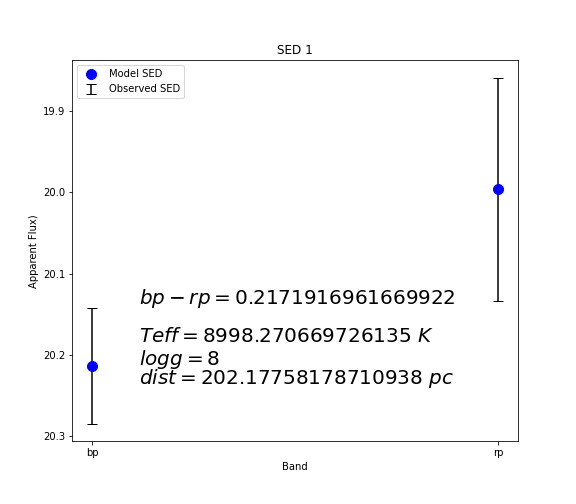 SED 1
Model SED
Observed SED
19.9
20.0
20.1
20.2
20.3
Apparent Flux)
bp − rp = 0.2171916961669922
Teff = 8998.270669726135 K
logg = 8
dist = 202.17758178710938 pc
bp
rp
Band